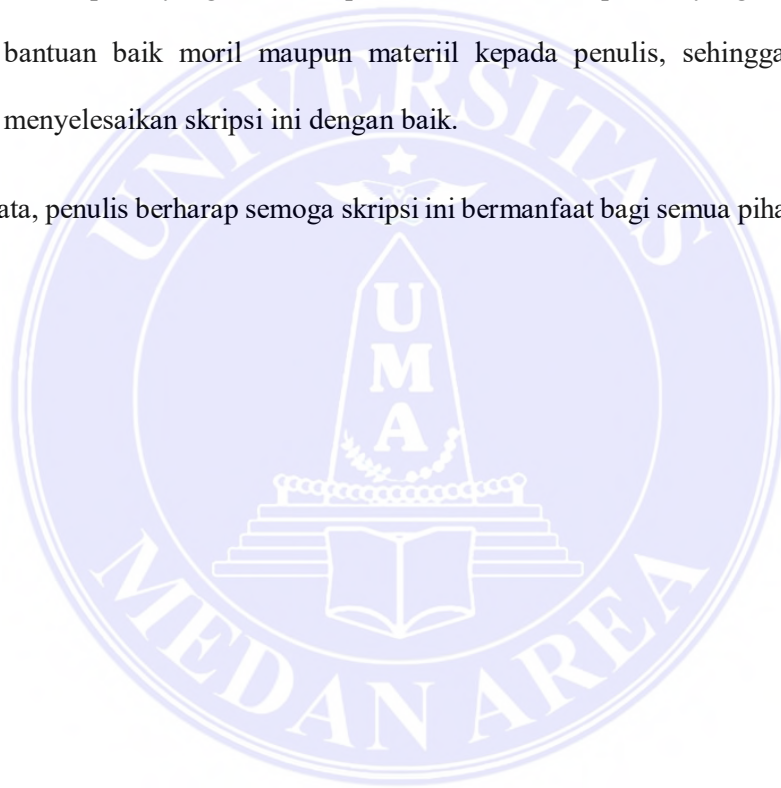 bantuan baik moril maupun materiil kepada penulis, sehingga
menyelesaikan skripsi ini dengan baik.
ata, penulis berharap semoga skripsi ini bermanfaat bagi semua piha
UNIVERSITAS
U
M
A
MEDAN AREA